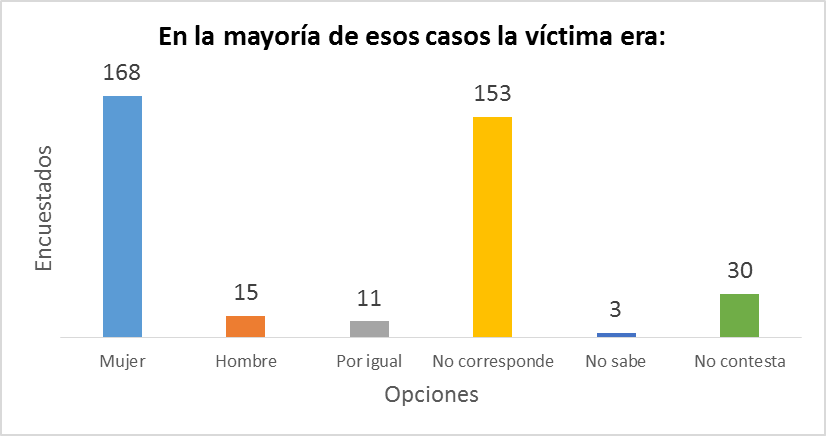 En la mayoría de esos casos la víctima era:
168
15
11
153
3
30
Encuestados
Mujer
Hombre
Por igual
No corresponde
No sabe
No contesta
Opciones